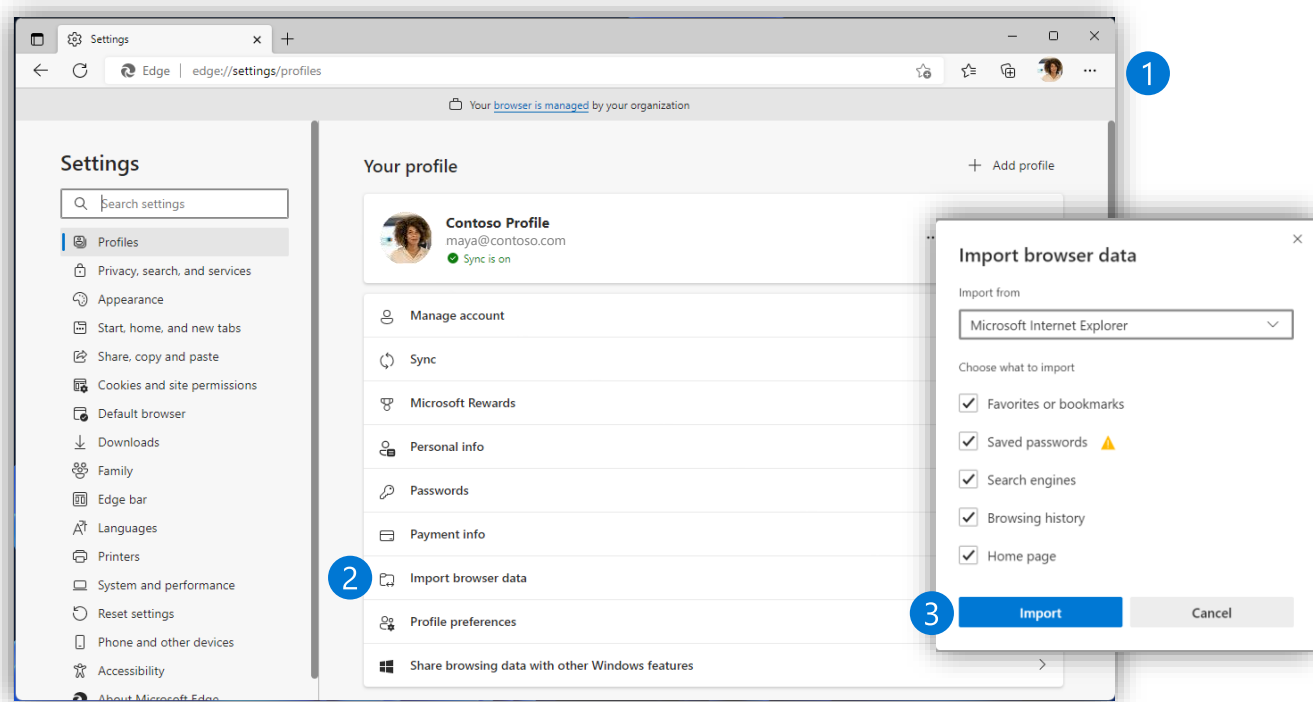 Settings
Edge | edge://settings/profiles
1
Your browser is managed by your organization
Settings
Search settings
Profiles
Privacy, search, and services
Appearance
Start, home, and new tabs
Share, copy and paste
Cookies and site permissions
Default browser
Downloads
Family
Edge bar
Languages
Printers
System and performance
Reset settings
Phone and other devices
Accessibility
About Microsoft Edge
Your profile
Add profile
Contoso Profile
maya@contoso.com
Sync is on
Manage account
Sync
Microsoft Rewards
Personal info
Passwords
Payment info
2
Import browser data
Profile preferences
Share browsing data with other Windows features
Import browser data
Import from
Microsoft Internet Explorer
Choose what to import
Favorites or bookmarks
Saved passwords
Search engines
Browsing history
Home page
3
Import
Cancel